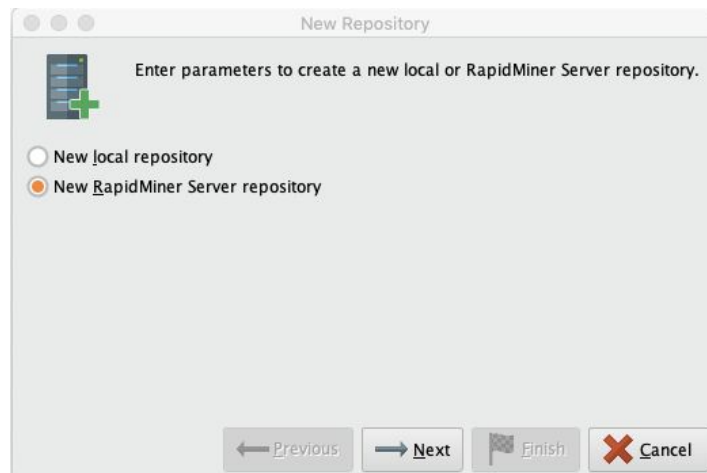 New Repository
Enter parameters to create a new local or RapidMiner Server repository.
New local repository
New RapidMiner Server repository
Previous Next Finish Cancel